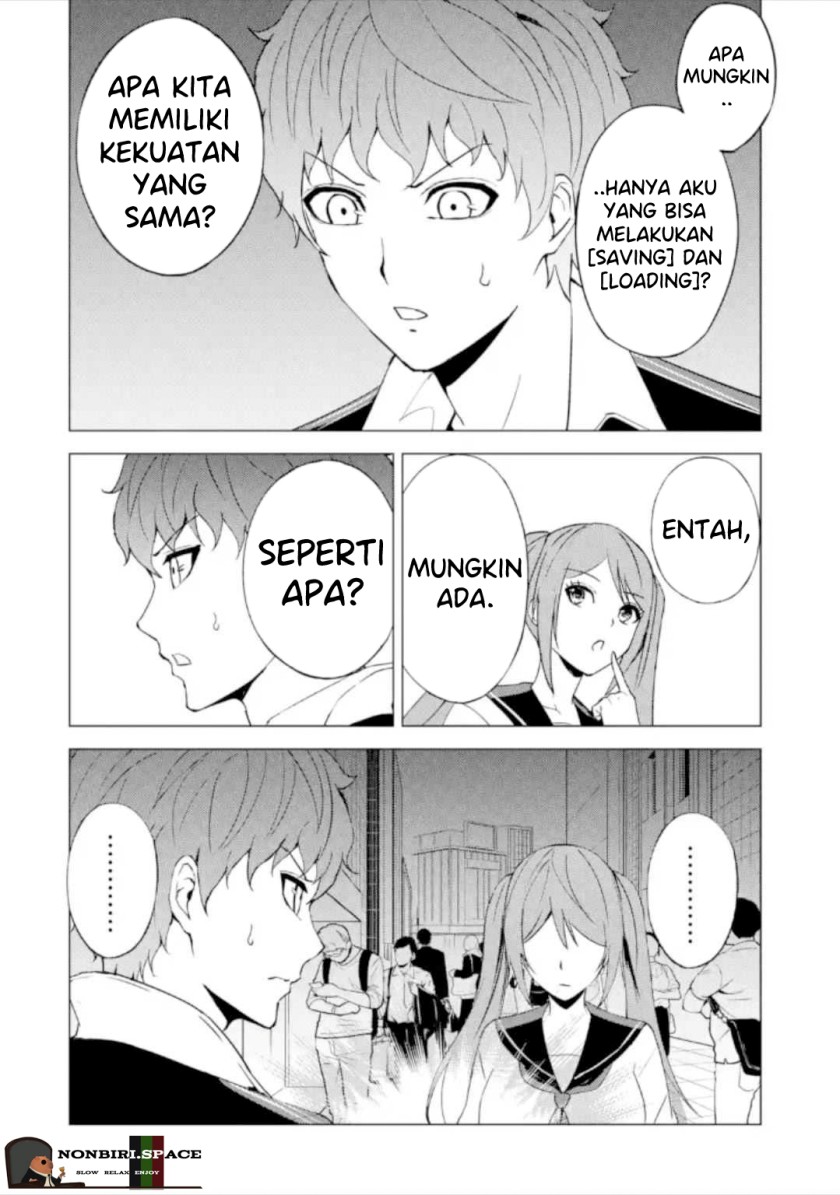 APA
MUNGKIN
..
..HANYA AKU
YANG BISA
MELAKUKAN
[SAVING] DAN
[LOADING]?
APA KITA
MEMILIKI
KEKUATAN
YANG
SAMA?
ENTAH,
MUNGKIN
ADA.
SEPERTI
APA?
..........
..........
NONBIRI.SPACE
SLOW RELAX ENJOY